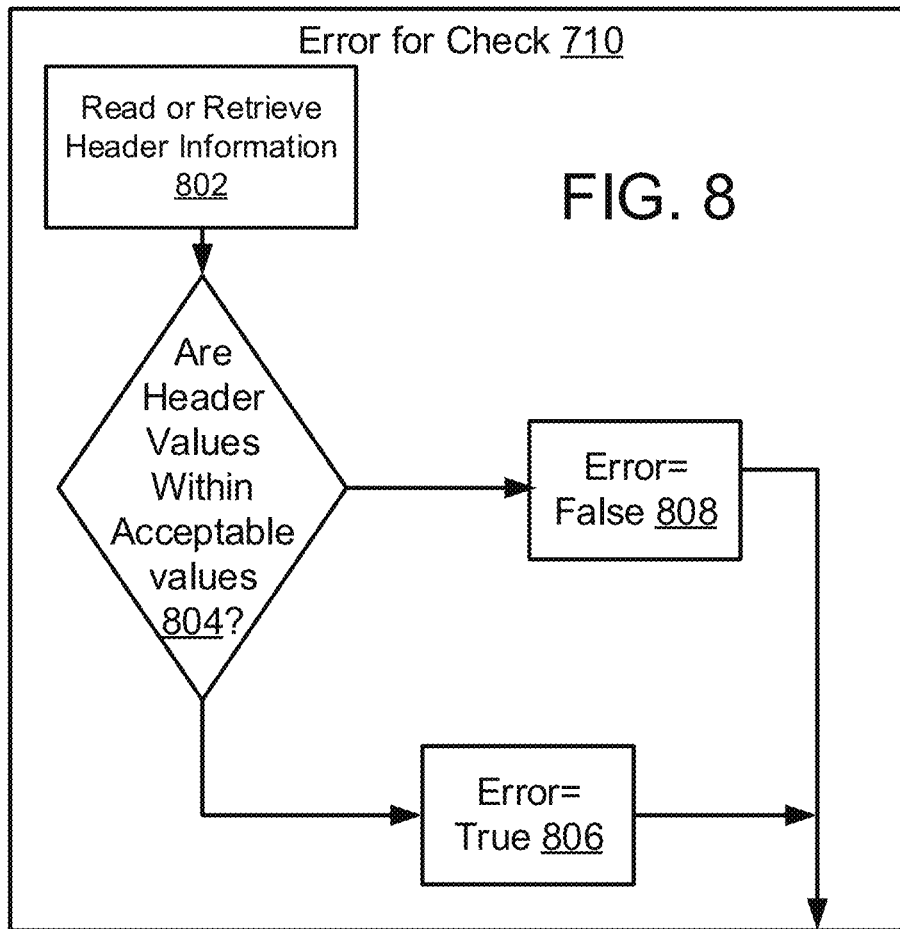 Error for Check 710
Read or Retrieve
Header Information
802
FIG. 8
Are
Header
Values
Within
Acceptable
values
804?
Error=
False 808
Error=
True 806